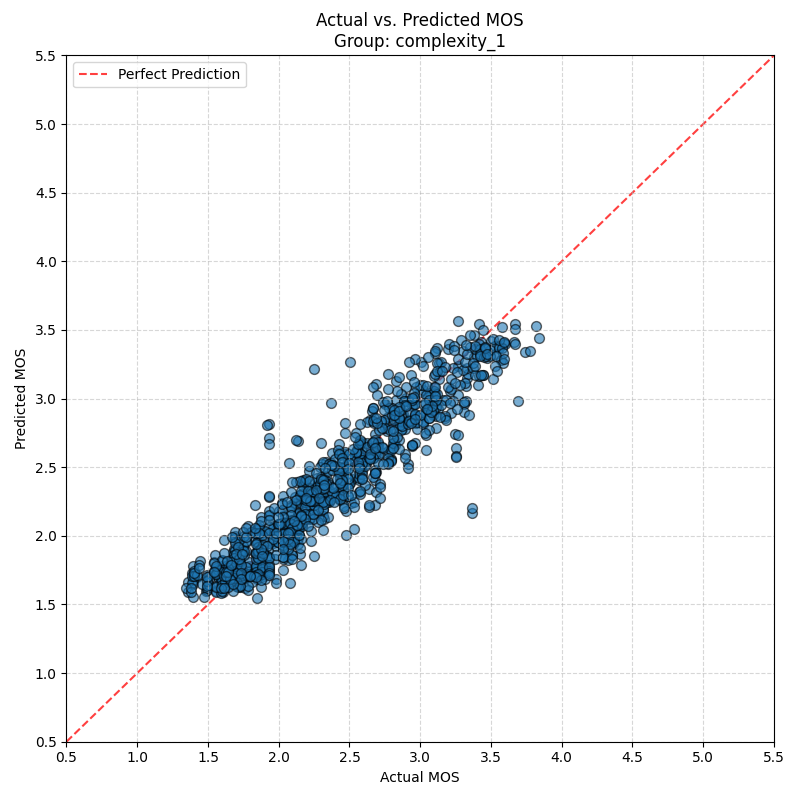 Actual vs. Predicted MOS
Group: complexity_1
Perfect Prediction
5.5
5.0
4.5
4.0
3.5
3.0
2.5
2.0
1.5
1.0
0.5
Predicted MOS
0.5 1.0 1.5 2.0 2.5 3.0 3.5 4.0 4.5 5.0 5.5
Actual MOS